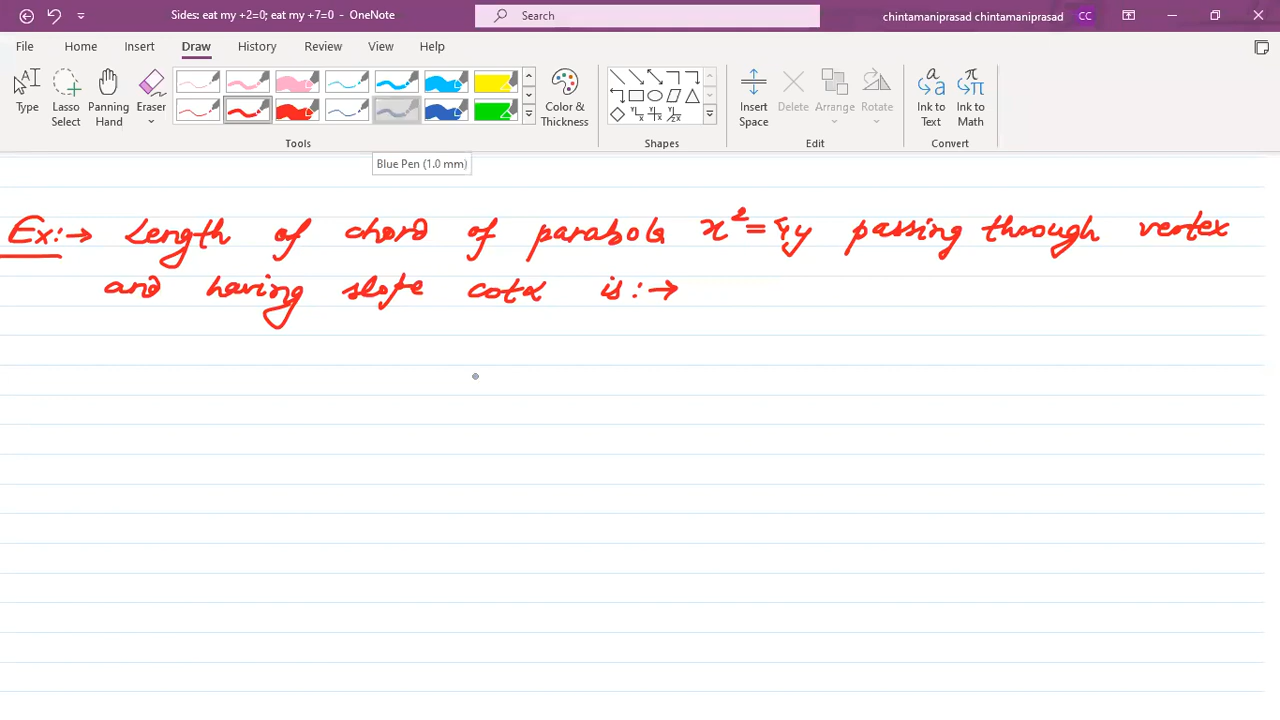 Sides: eat my +2=0; eat my +7=0 - OneNote
Search
chintamaniprasad chintamaniprasad
CC
File Home Insert Draw History Review View Help
Type
Lasso Select
Panning Hand
Eraser
Color & Thickness
Insert Space
Delete
Arrange
Rotate
Ink to Text
Ink to Math
Tools
Shapes
Edit
Convert
Blue Pen (1.0 mm)
Ex:→ Length of chord of parabola x²=4y passing through vertex
and having slope cotα is:→